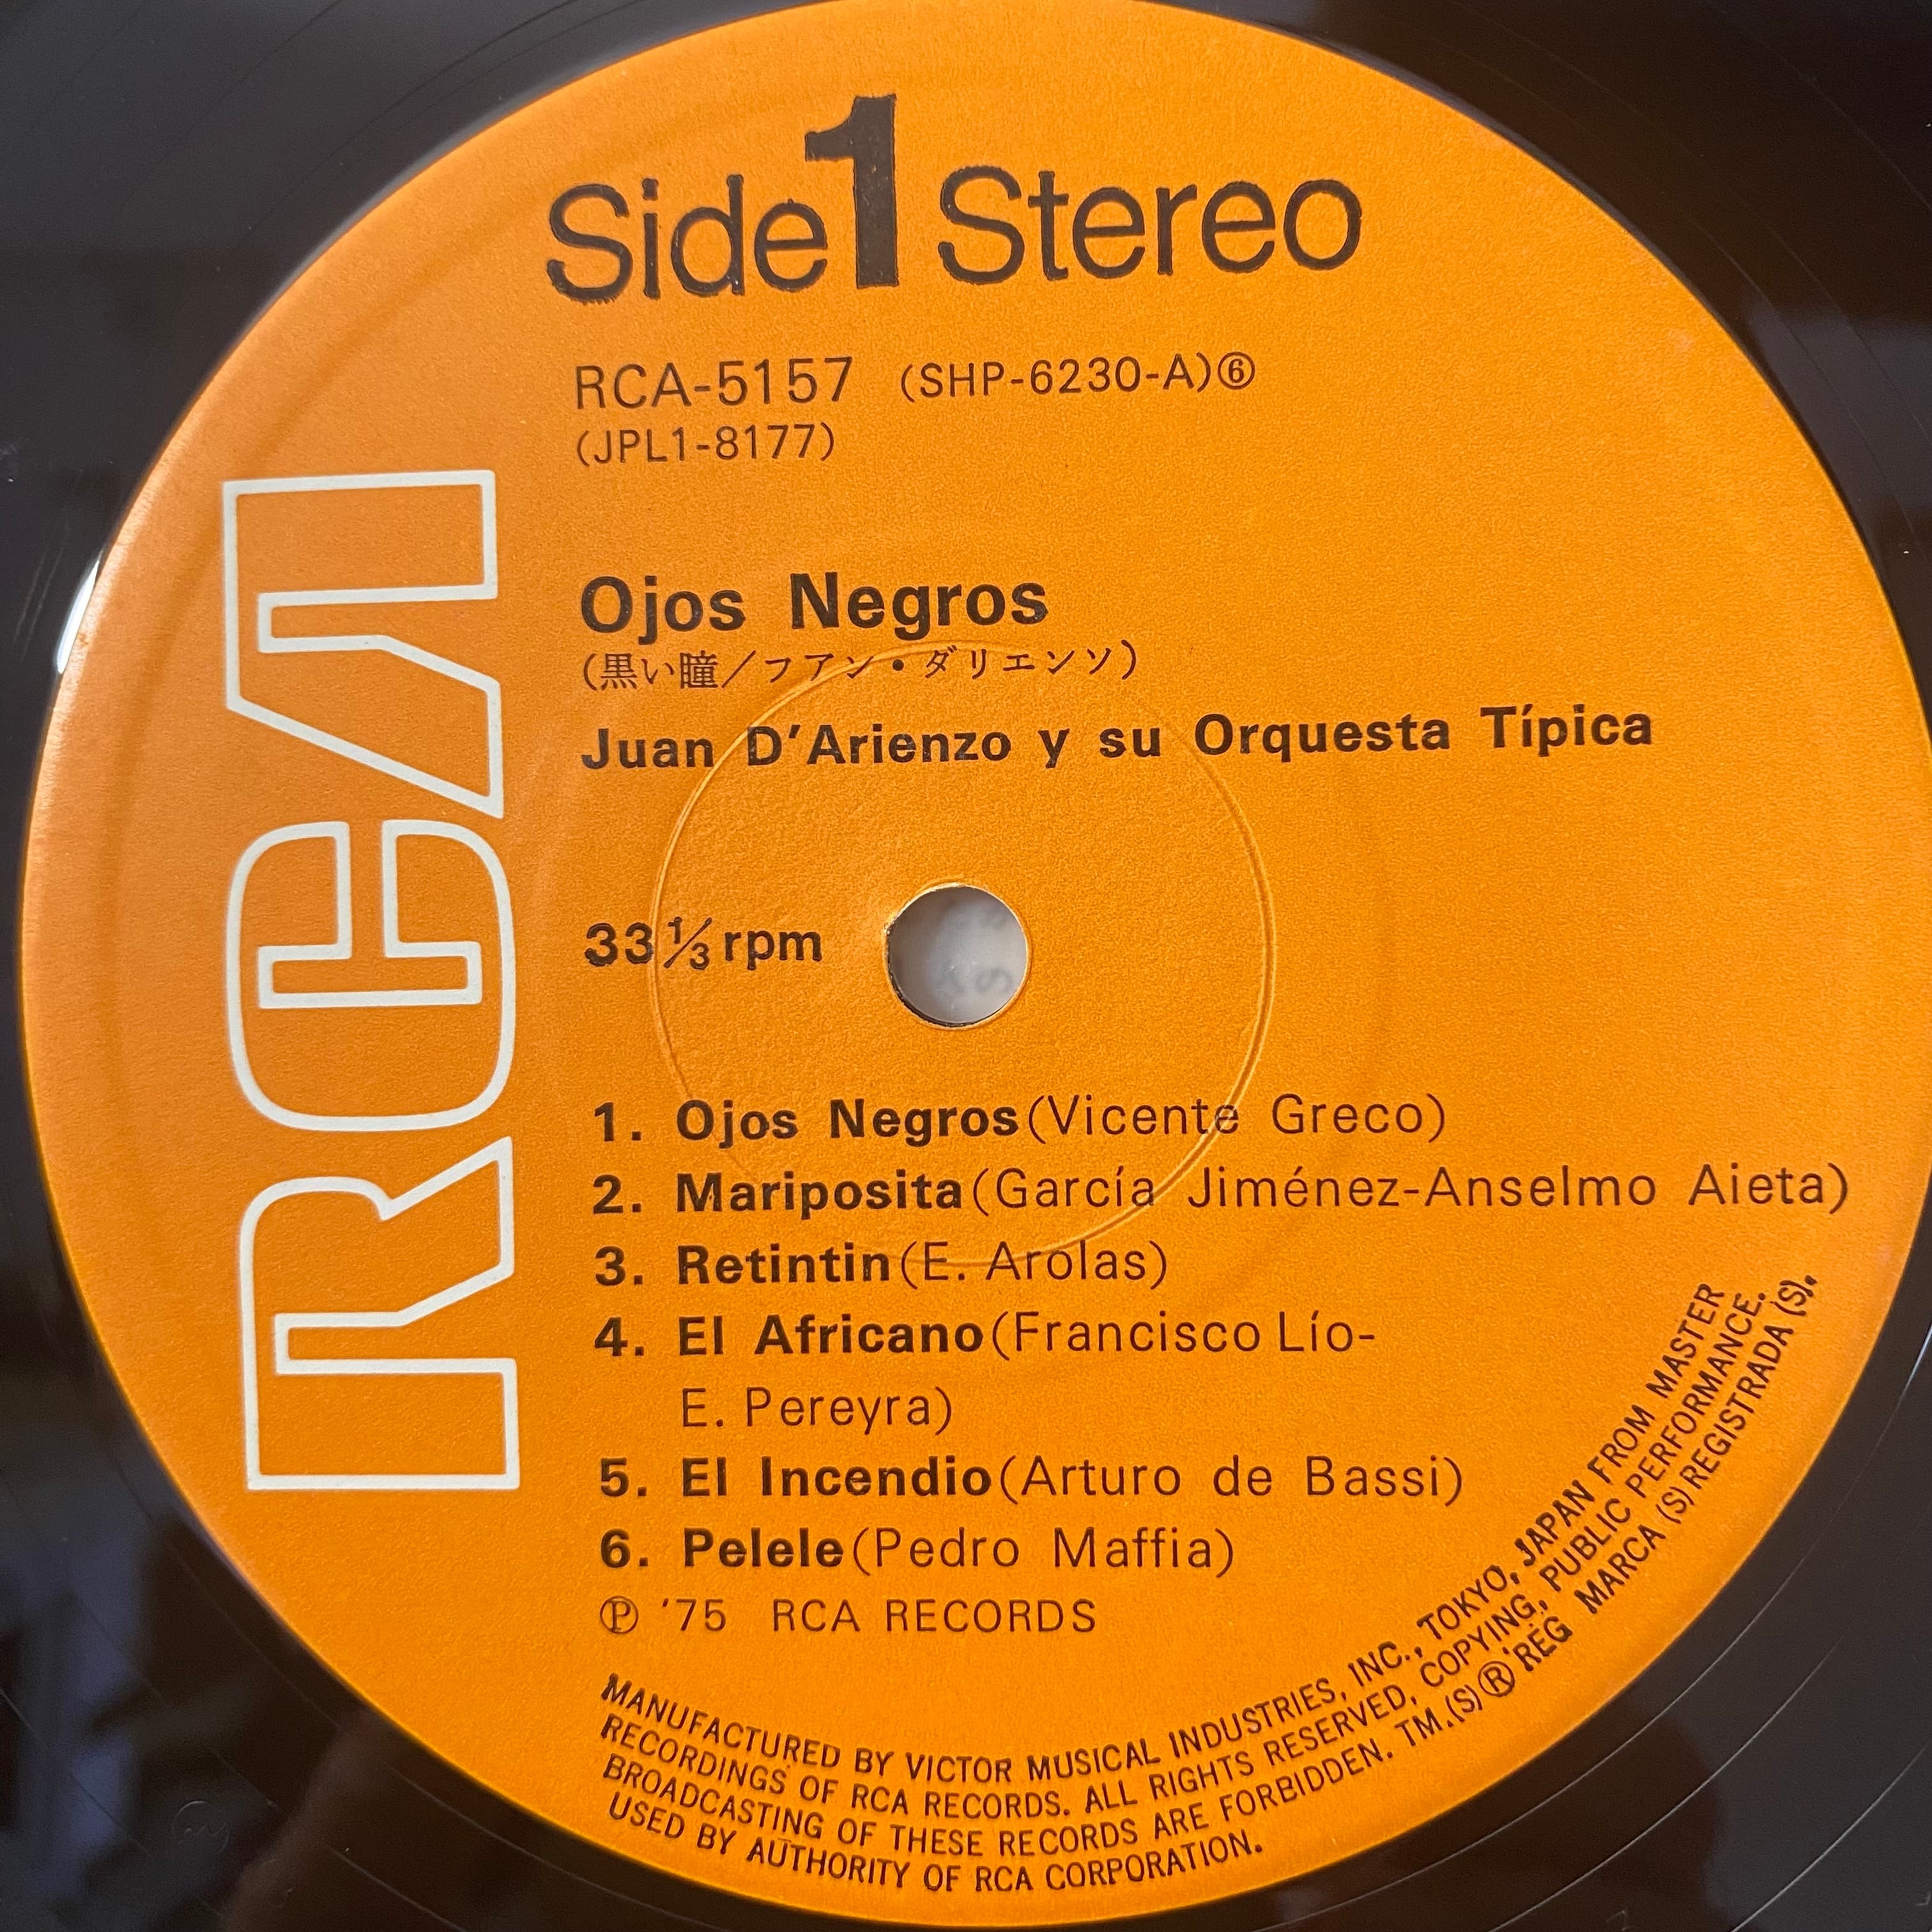 Side 1 Stereo
RCA-5157 (SHP-6230-A)⑥
(JPL1-8177)
RCA
Ojos Negros
(黒い瞳／フアン・ダリエンソ)
Juan D'Arienzo y su Orquesta Típica
33⅓rpm
1. Ojos Negros(Vicente Greco)
2. Mariposita(García Jiménez-Anselmo Aieta)
3. Retintin(E. Arolas)
4. El Africano(Francisco Lío-
E. Pereyra)
5. El Incendio(Arturo de Bassi)
6. Pelele(Pedro Maffia)
Ⓟ '75 RCA RECORDS
MANUFACTURED BY VICTOR MUSICAL INDUSTRIES, INC., TOKYO, JAPAN FROM MASTER
RECORDINGS OF RCA RECORDS. ALL RIGHTS RESERVED, COPYING, PUBLIC PERFORMANCE.
BROADCASTING OF THESE RECORDS ARE FORBIDDEN. TM.(S)® REG MARCA (S) REGISTRADA (S).
USED BY AUTHORITY OF RCA CORPORATION.